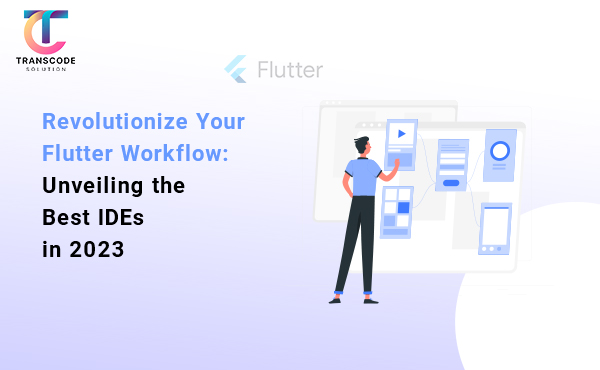 TRANSCODE
SOLUTION
Flutter
Revolutionize Your
Flutter Workflow:
Unveiling the
Best IDEs
in 2023